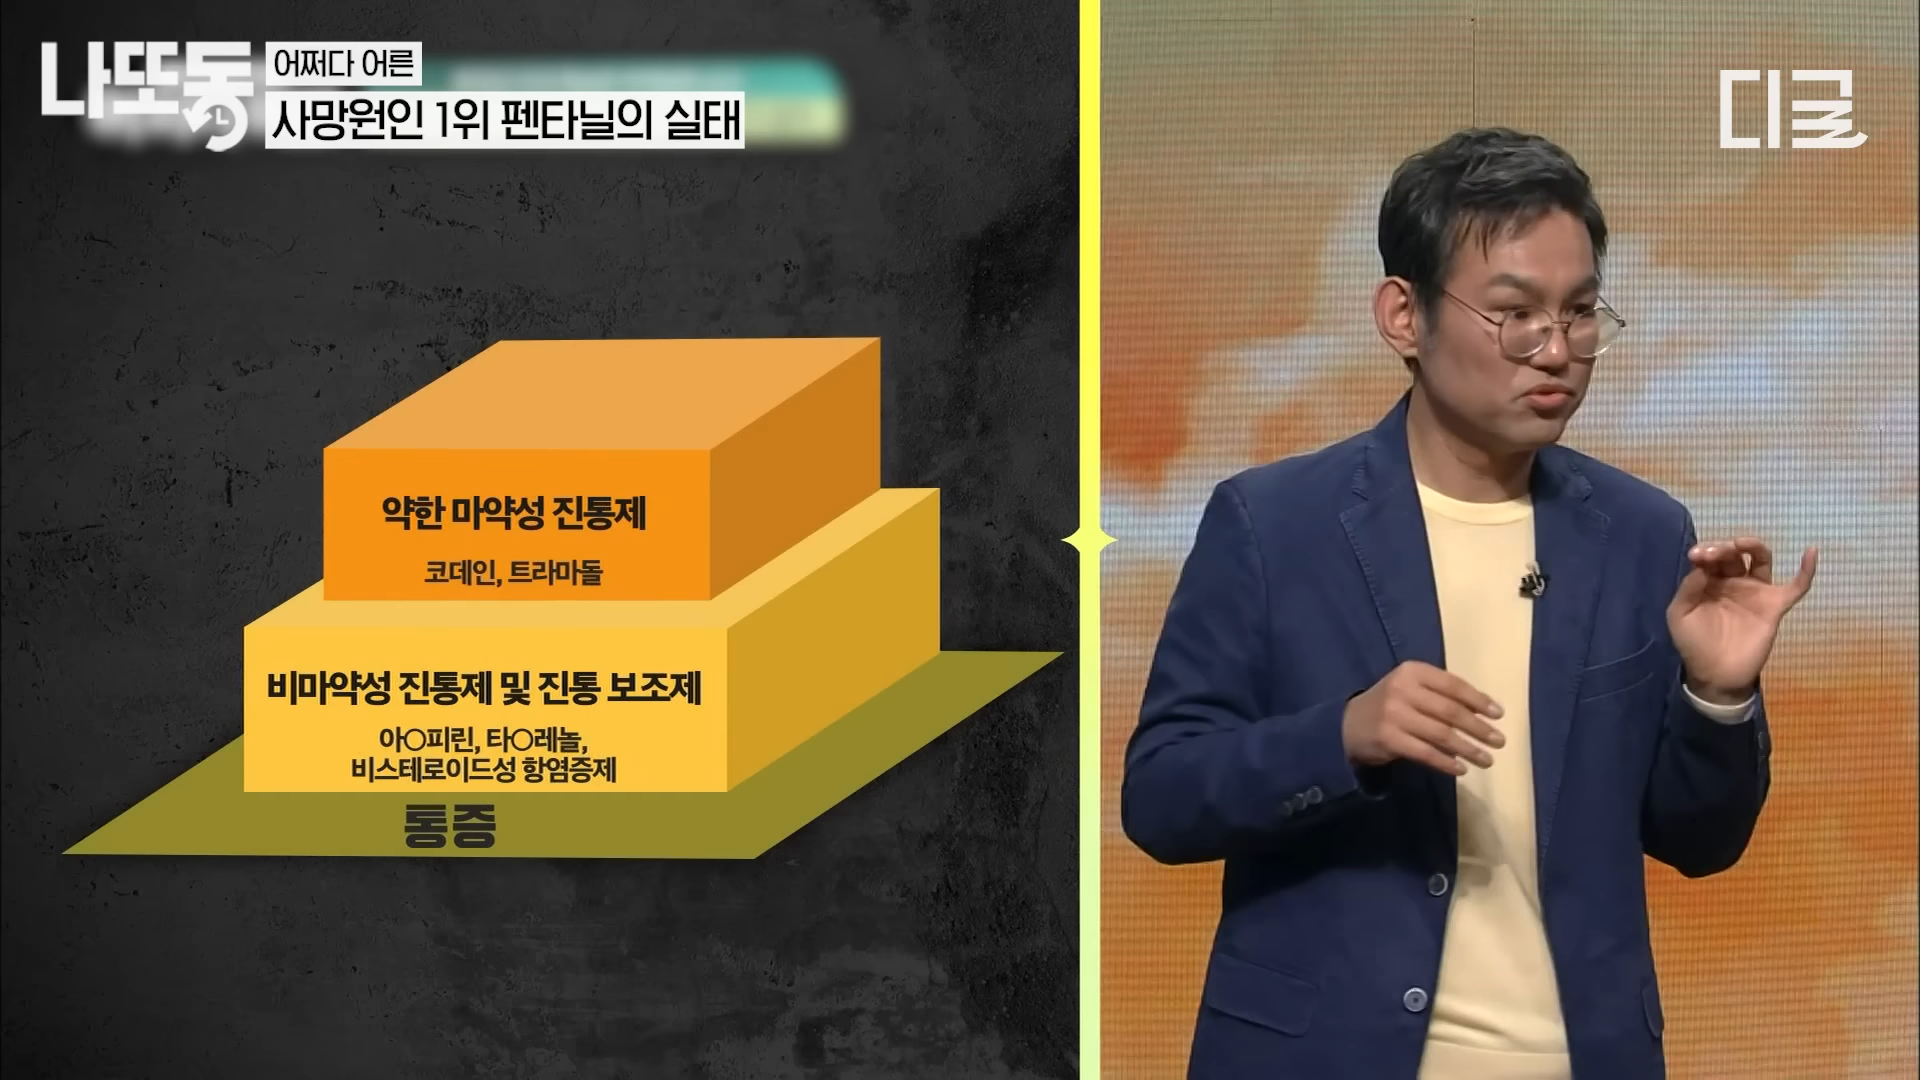 나또동
어쩌다 어른
사망원인 1위 펜타닐의 실태
디글
약한 마약성 진통제
코데인, 트라마돌
비마약성 진통제 및 진통 보조제
아○피린, 타○레놀,
비스테로이드성 항염증제
통증